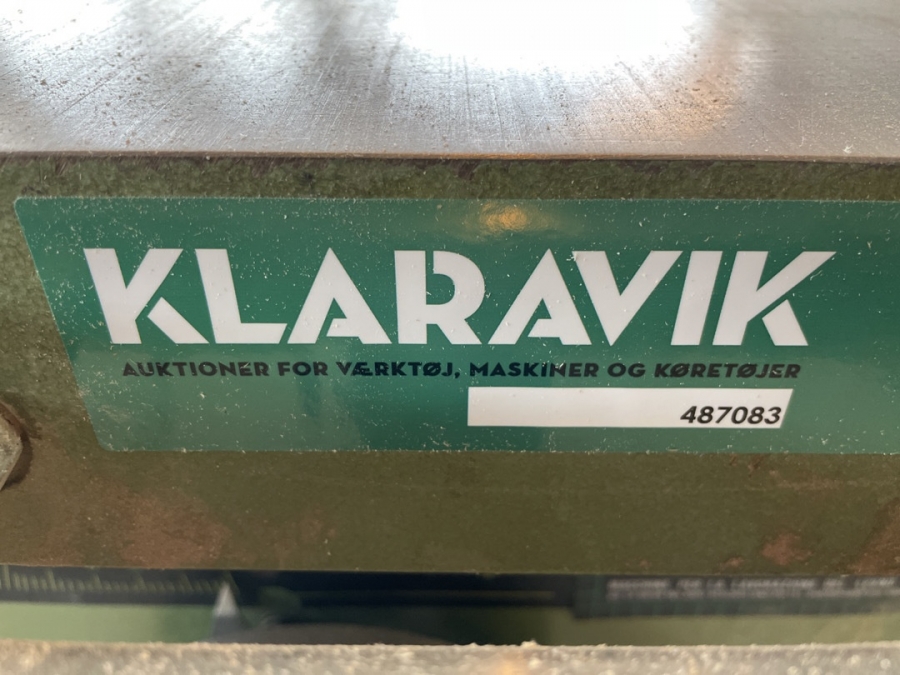 KLARAVIK
AUKTIONER FOR VÆRKTØJ, MASKINER OG KØRETØJER
487083